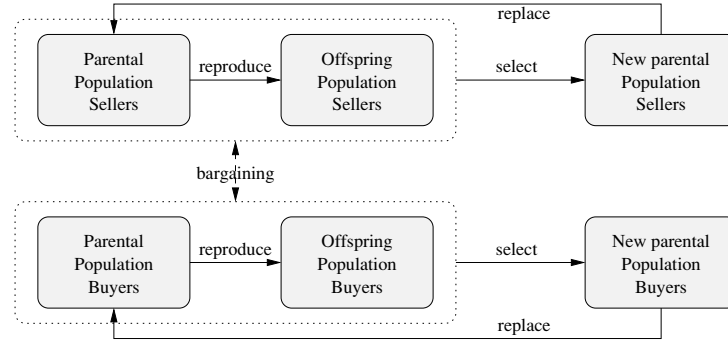 replace
Parental
Population
Sellers
reproduce
Offspring
Population
Sellers
select
New parental
Population
Sellers
bargaining
Parental
Population
Buyers
reproduce
Offspring
Population
Buyers
select
New parental
Population
Buyers
replace